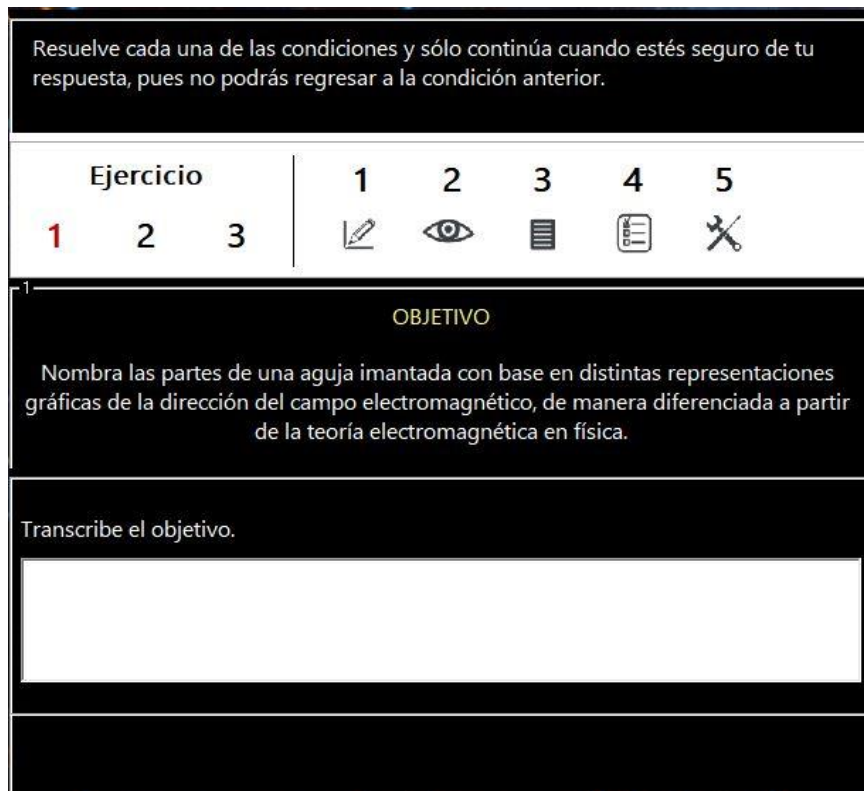 Resuelve cada una de las condiciones y sólo continúa cuando estés seguro de tu
respuesta, pues no podrás regresar a la condición anterior.
Ejercicio
1 2 3
1 2 3 4 5
1
OBJETIVO
Nombra las partes de una aguja imantada con base en distintas representaciones
gráficas de la dirección del campo electromagnético, de manera diferenciada a partir
de la teoría electromagnética en física.
Transcribe el objetivo.